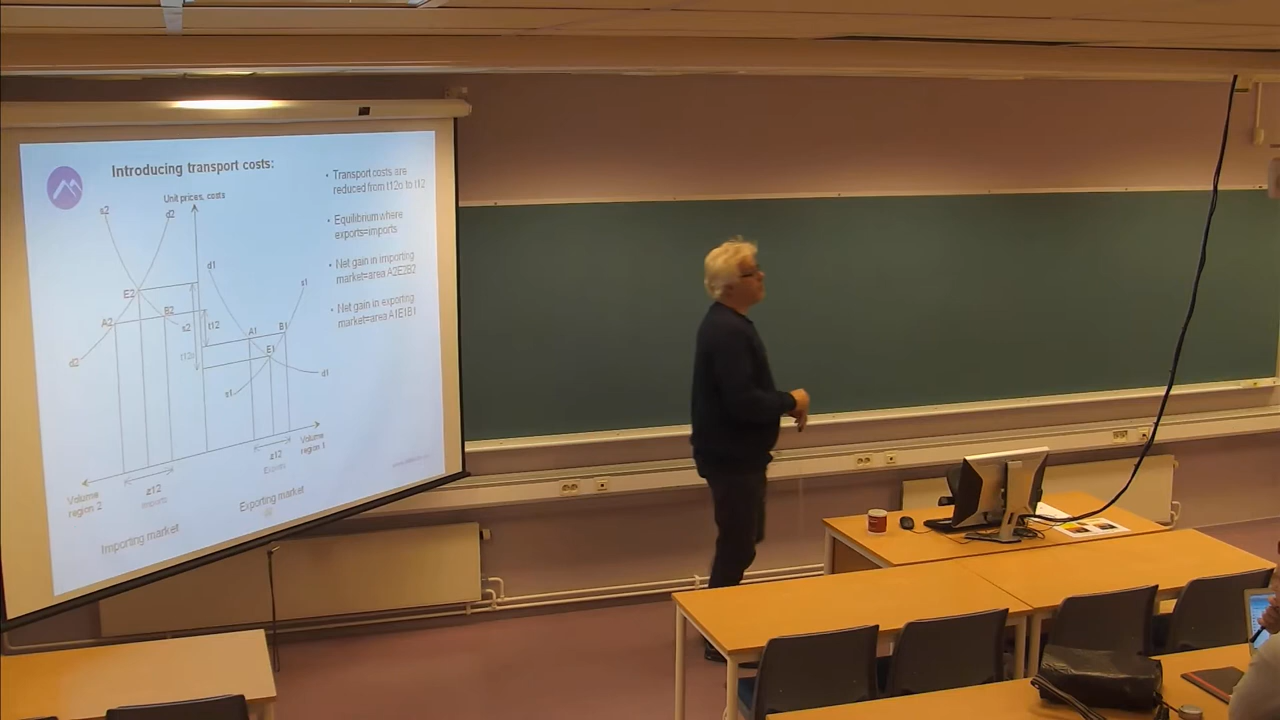 Introducing transport costs:
Unit prices, costs
s2
d2
d1
s1
E2
B2
A2
s2
t12
t12o
A1
B1
E1
d2
s1
d1
Volume
region 2
z12
Imports
Importing market
z12
Volume
region 1
Exporting market
• Transport costs are
reduced from t12o to t12
• Equilibrium where
exports=imports
• Net gain in importing
market=area A2E2B2
• Net gain in exporting
market=area A1E1B1